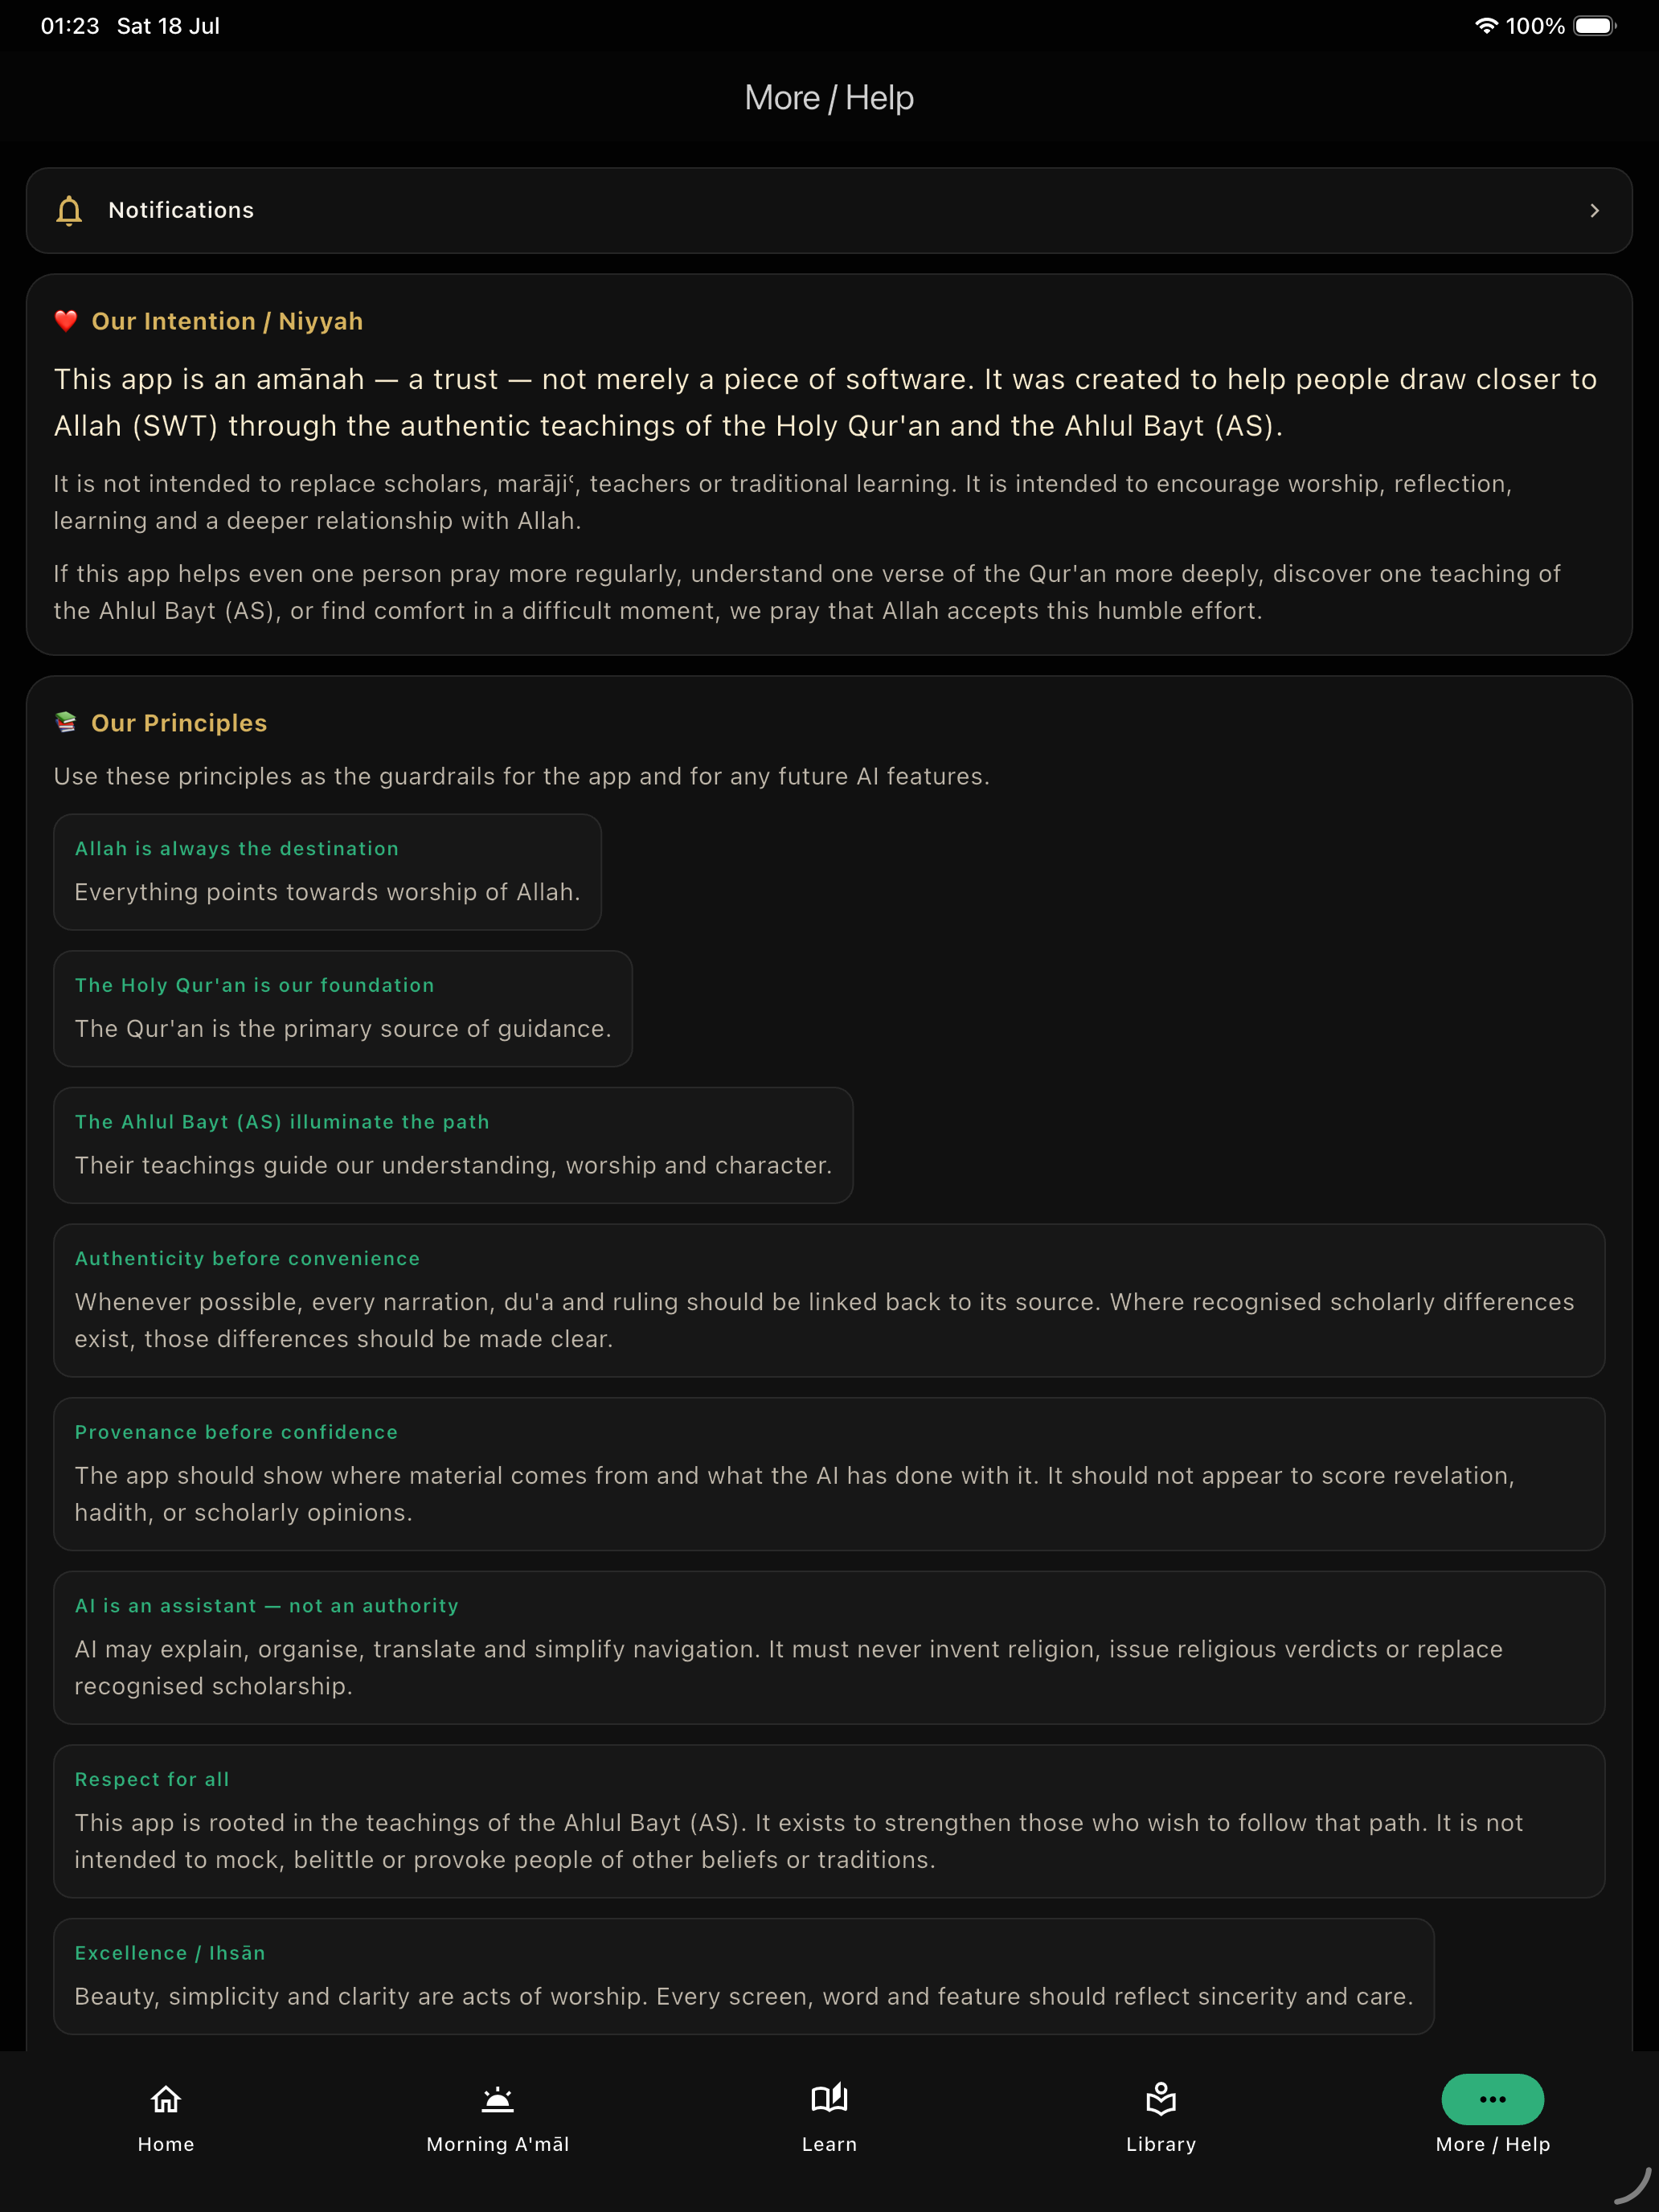 01:23 Sat 18 Jul
100%
More / Help
Notifications
Our Intention / Niyyah
This app is an amānah — a trust — not merely a piece of software. It was created to help people draw closer to
Allah (SWT) through the authentic teachings of the Holy Qur'an and the Ahlul Bayt (AS).
It is not intended to replace scholars, marājiʿ, teachers or traditional learning. It is intended to encourage worship, reflection,
learning and a deeper relationship with Allah.
If this app helps even one person pray more regularly, understand one verse of the Qur'an more deeply, discover one teaching of
the Ahlul Bayt (AS), or find comfort in a difficult moment, we pray that Allah accepts this humble effort.
Our Principles
Use these principles as the guardrails for the app and for any future AI features.
Allah is always the destination
Everything points towards worship of Allah.
The Holy Qur'an is our foundation
The Qur'an is the primary source of guidance.
The Ahlul Bayt (AS) illuminate the path
Their teachings guide our understanding, worship and character.
Authenticity before convenience
Whenever possible, every narration, du'a and ruling should be linked back to its source. Where recognised scholarly differences
exist, those differences should be made clear.
Provenance before confidence
The app should show where material comes from and what the AI has done with it. It should not appear to score revelation,
hadith, or scholarly opinions.
AI is an assistant — not an authority
AI may explain, organise, translate and simplify navigation. It must never invent religion, issue religious verdicts or replace
recognised scholarship.
Respect for all
This app is rooted in the teachings of the Ahlul Bayt (AS). It exists to strengthen those who wish to follow that path. It is not
intended to mock, belittle or provoke people of other beliefs or traditions.
Excellence / Ihsān
Beauty, simplicity and clarity are acts of worship. Every screen, word and feature should reflect sincerity and care.
Home
Morning A'māl
Learn
Library
More / Help